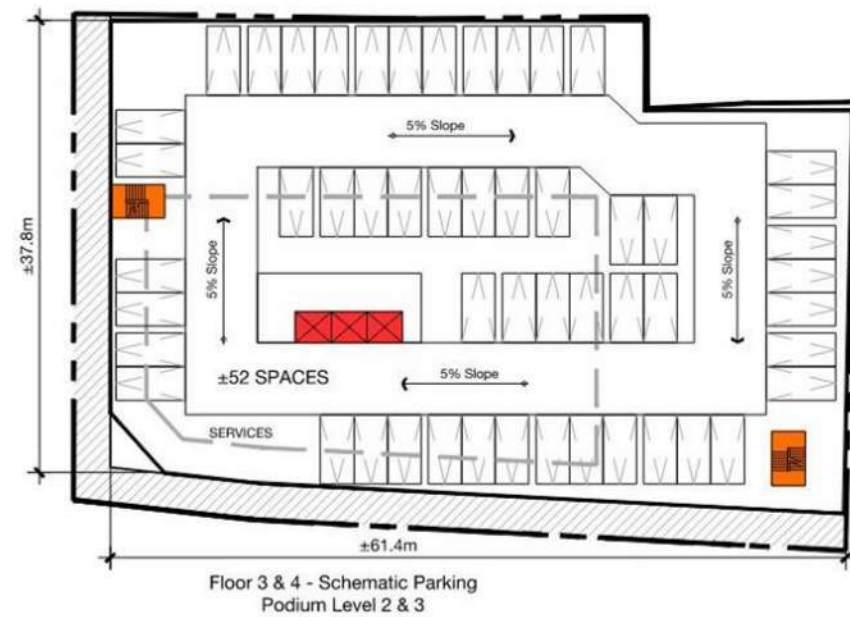 5% Slope
±37.8m
5% Slope
5% Slope
±52 SPACES
5% Slope
SERVICES
±61.4m
Floor 3 & 4 - Schematic Parking
Podium Level 2 & 3